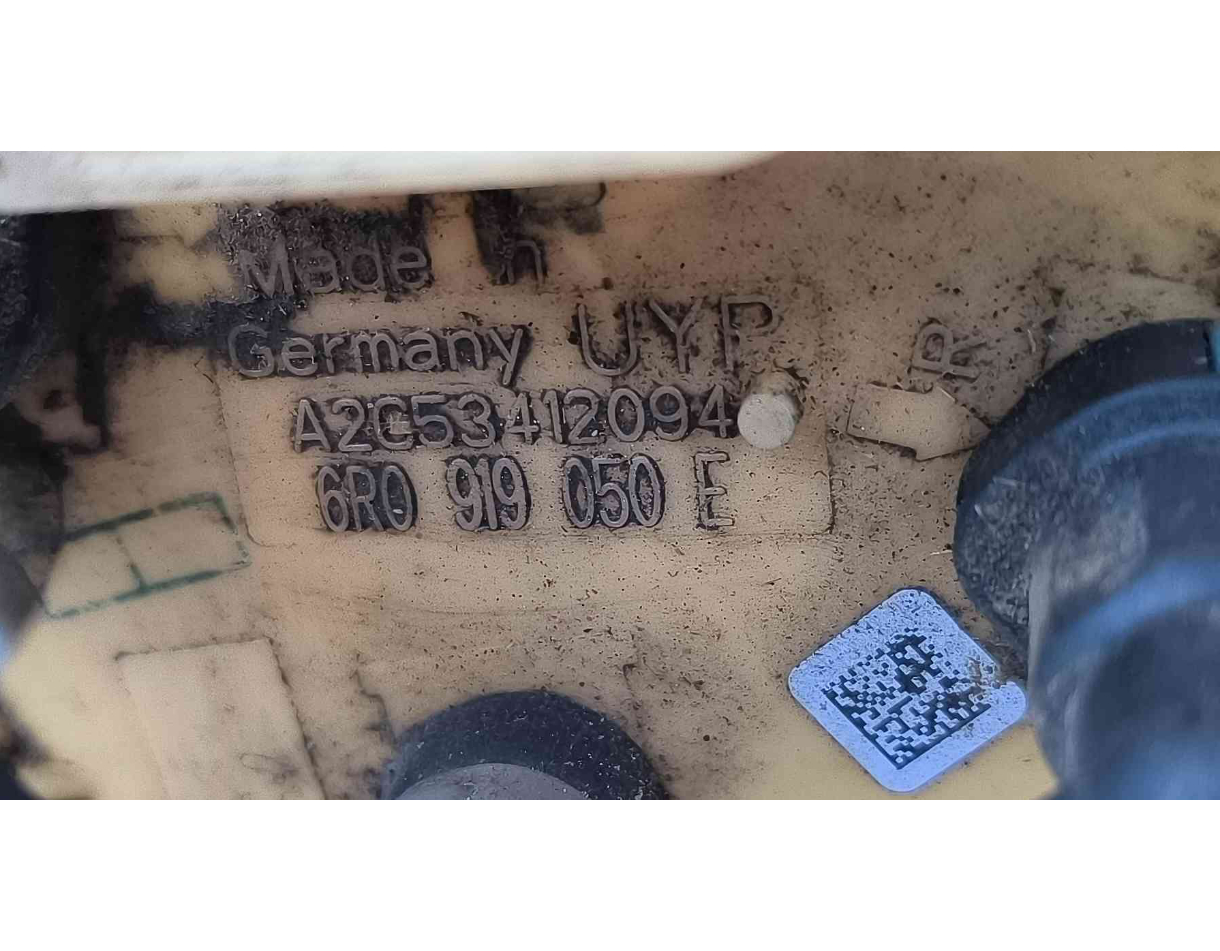 Made in
Germany UYP
A2C53412094
6R0 919 050 E
R